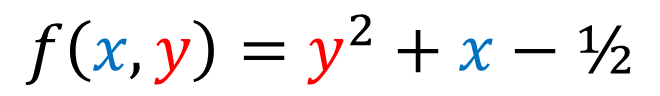 f(x, y) = y² + x − ½